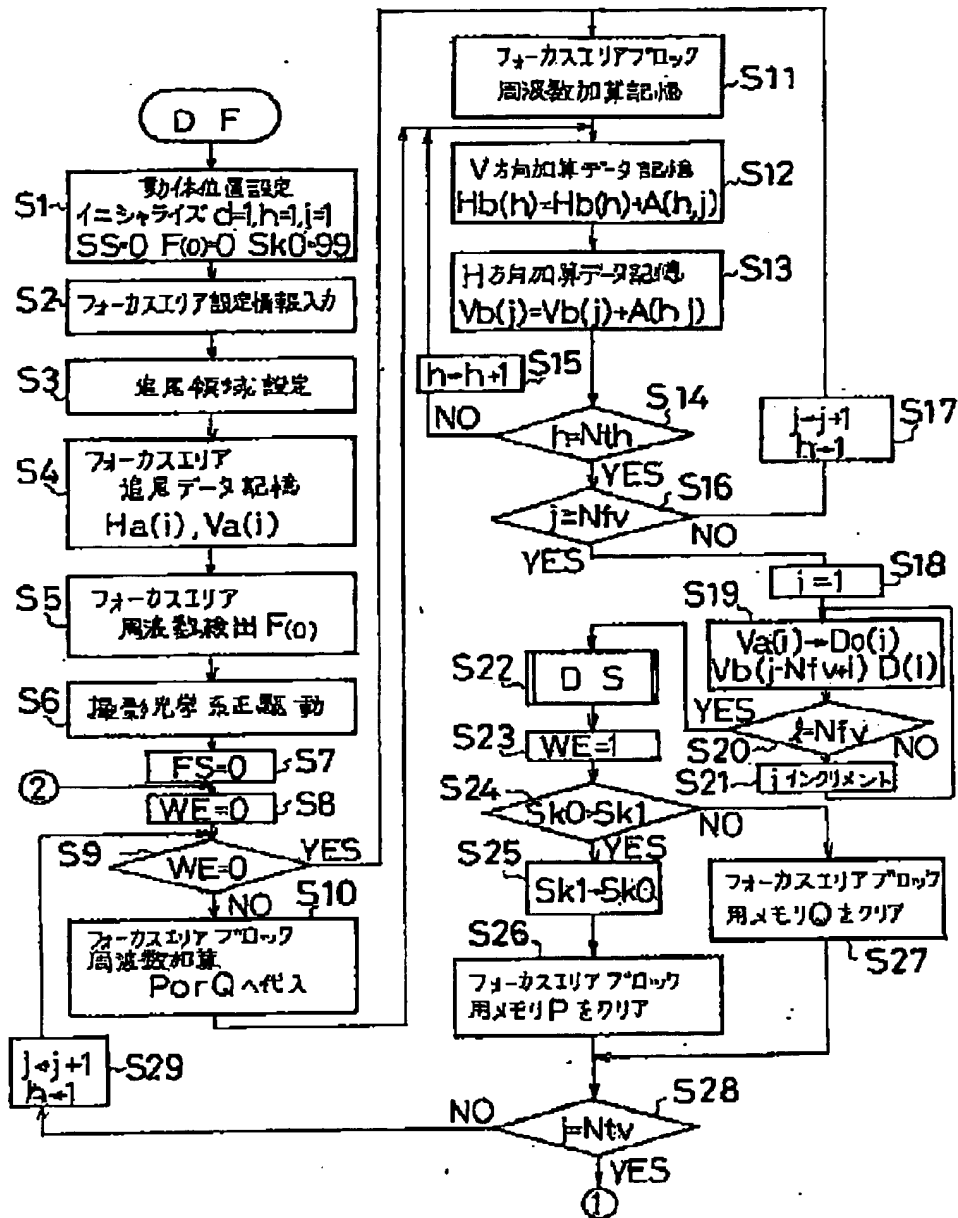 D F
S1
動体位置設定
イニシャライズ d=1,h=1,j=1
SS=0 F(0)=0 Sk0=99
S2
フォーカスエリア設定情報入力
S3
追尾領域設定
S4
フォーカスエリア
追尾データ記憶
Ha(i),Va(i)
S5
フォーカスエリア
周波数検出F(0)
S6
撮影光学系正駆動
FS=0
S7
②
WE=0
S8
S9
WE=0
YES
NO
S10
フォーカスエリアブロック
周波数加算
PorQへ代入
j←j+1
h←1
S29
フォーカスエリアブロック
周波数加算記憶
S11
V方向加算データ記憶
Hb(h)=Hb(h)+A(h,j)
S12
H方向加算データ記憶
Vb(j)=Vb(j)+A(h j)
S13
h←h+1
S15
NO
h=Nth
S14
YES
j←j+1
h←1
S17
j≥Nfv
S16
NO
YES
i=1
S18
S19
Va(i)→Do(i)
Vb(j-Nfv+i) D(i)
YES
i=Nfv
S20
NO
S21
iインクリメント
S22
D S
S23
WE=1
S24
Sk0>Sk1
NO
YES
S25
Sk1→Sk0
S26
フォーカスエリアブロック
用メモリPをクリア
フォーカスエリアブロック
用メモリQをクリア
S27
S28
j=Ntv
NO
YES
①